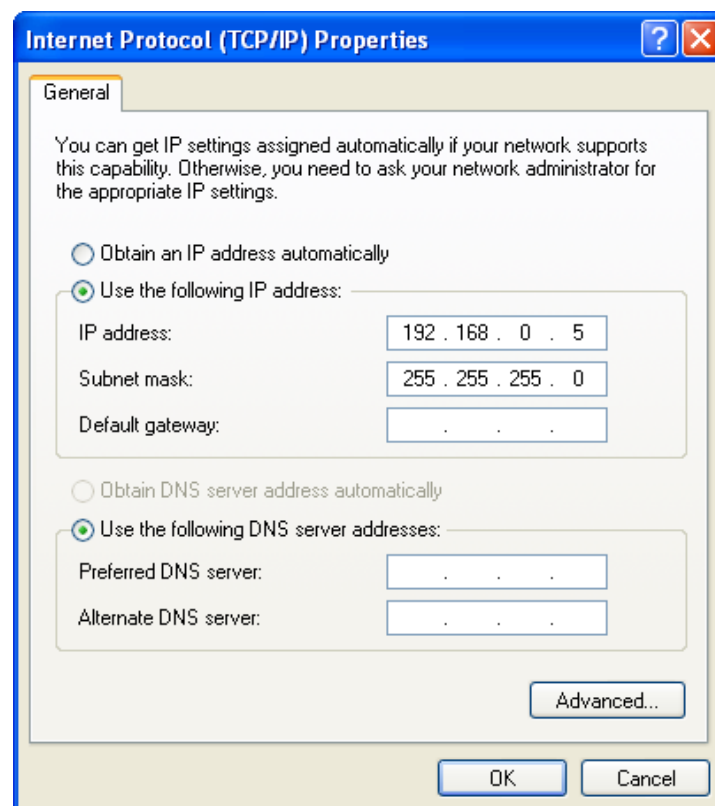 Internet Protocol (TCP/IP) Properties
General
You can get IP settings assigned automatically if your network supports
this capability. Otherwise, you need to ask your network administrator for
the appropriate IP settings.
Obtain an IP address automatically
Use the following IP address:
IP address: 192 . 168 . 0 . 5
Subnet mask: 255 . 255 . 255 . 0
Default gateway: . . .
Obtain DNS server address automatically
Use the following DNS server addresses:
Preferred DNS server: . . .
Alternate DNS server: . . .
Advanced...
OK Cancel